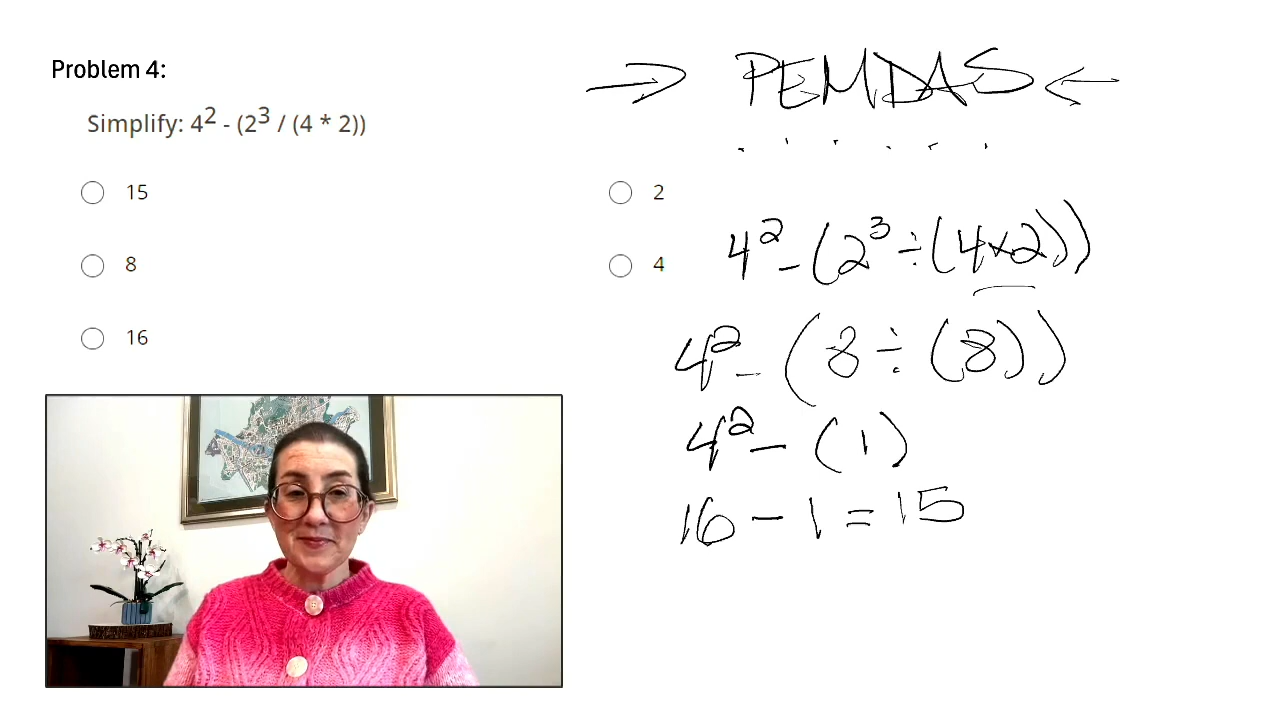 Problem 4:
Simplify: 4² - (2³ / (4 * 2))
15
8
16
2
4
→ PEMDAS ←
4² - (2³ ÷ (4×2))
4² - (8 ÷ (8))
4² - (1)
16 - 1 = 15